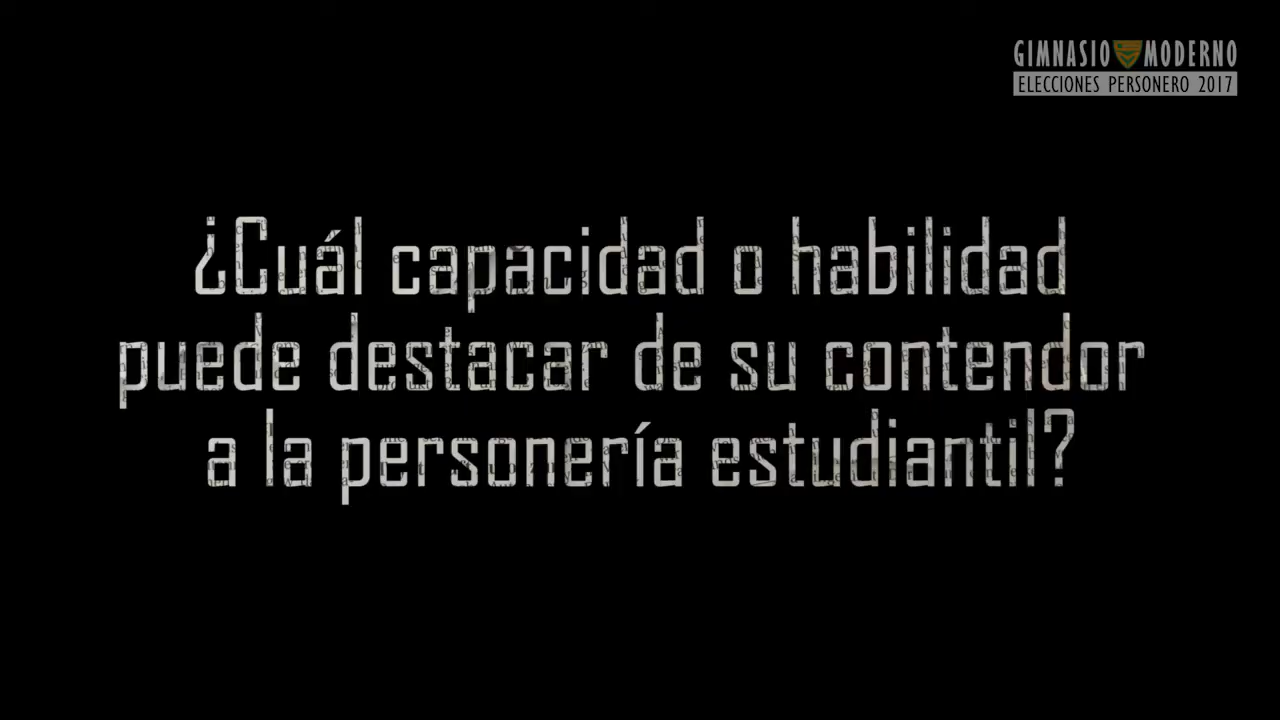 GIMNASIO MODERNO
ELECCIONES PERSONERO 2017
¿Cuál capacidad o habilidad
puede destacar de su contendor
a la personería estudiantil?